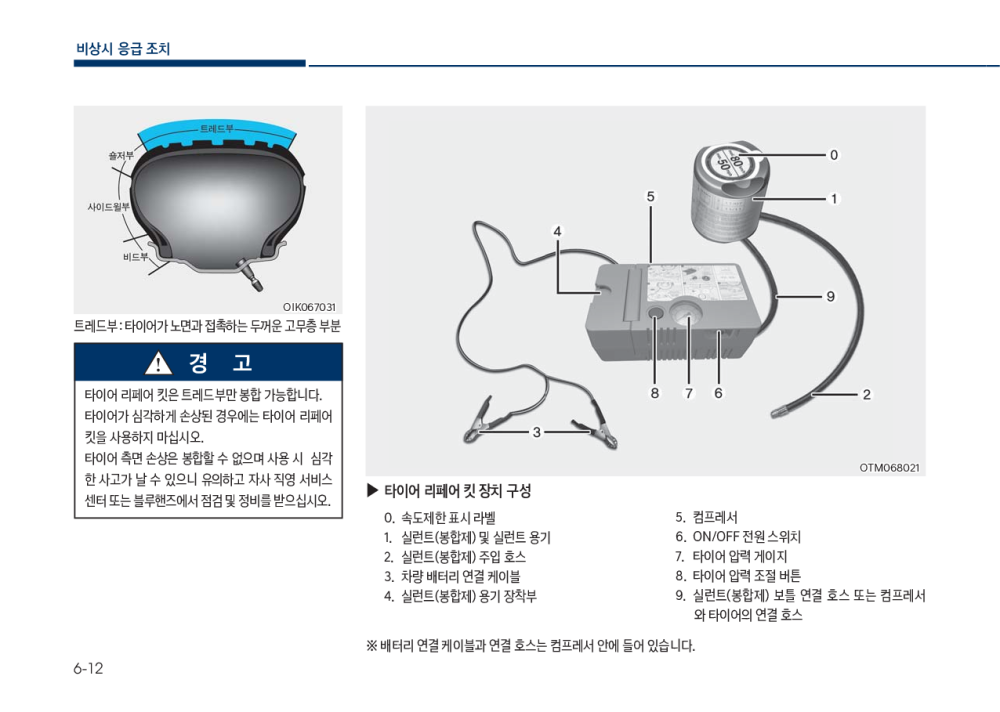 비상시 응급 조치
트레드부
숄저부
사이드월부
비드부
OIK067031
트레드부 : 타이어가 노면과 접촉하는 두꺼운 고무층 부분
경 고
타이어 리페어 킷은 트레드부만 봉합 가능합니다.
타이어가 심각하게 손상된 경우에는 타이어 리페어
킷을 사용하지 마십시오.
타이어 측면 손상은 봉합할 수 없으며 사용 시 심각
한 사고가 날 수 있으니 유의하고 자사 직영 서비스
센터 또는 블루핸즈에서 점검 및 정비를 받으십시오.
80
50
0
1
5
4
9
8
7
6
2
3
OTM068021
▶ 타이어 리페어 킷 장치 구성
0. 속도제한 표시 라벨
1. 실런트(봉합제) 및 실런트 용기
2. 실런트(봉합제) 주입 호스
3. 차량 배터리 연결 케이블
4. 실런트(봉합제) 용기 장착부
5. 컴프레서
6. ON/OFF 전원 스위치
7. 타이어 압력 게이지
8. 타이어 압력 조절 버튼
9. 실런트(봉합제) 보틀 연결 호스 또는 컴프레서
와 타이어의 연결 호스
※ 배터리 연결 케이블과 연결 호스는 컴프레서 안에 들어 있습니다.
6-12